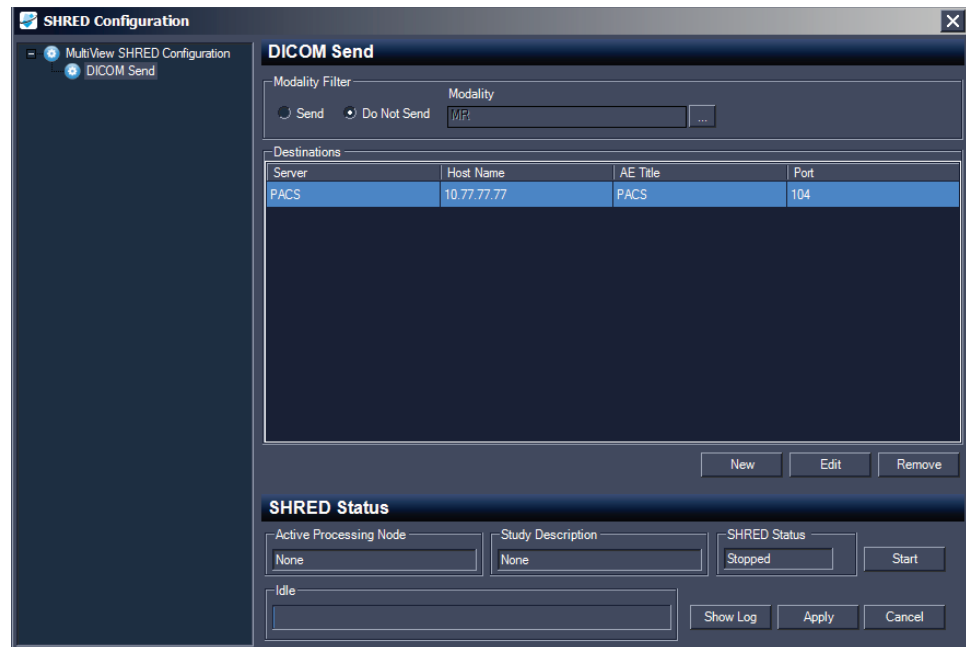 SHRED Configuration
MultiView SHRED Configuration
DICOM Send
DICOM Send
Modality Filter
Modality
Send Do Not Send MR ...
Destinations
Server Host Name AE Title Port
PACS 10.77.77.77 PACS 104
New Edit Remove
SHRED Status
Active Processing Node Study Description SHRED Status
None None Stopped Start
Idle
Show Log Apply Cancel